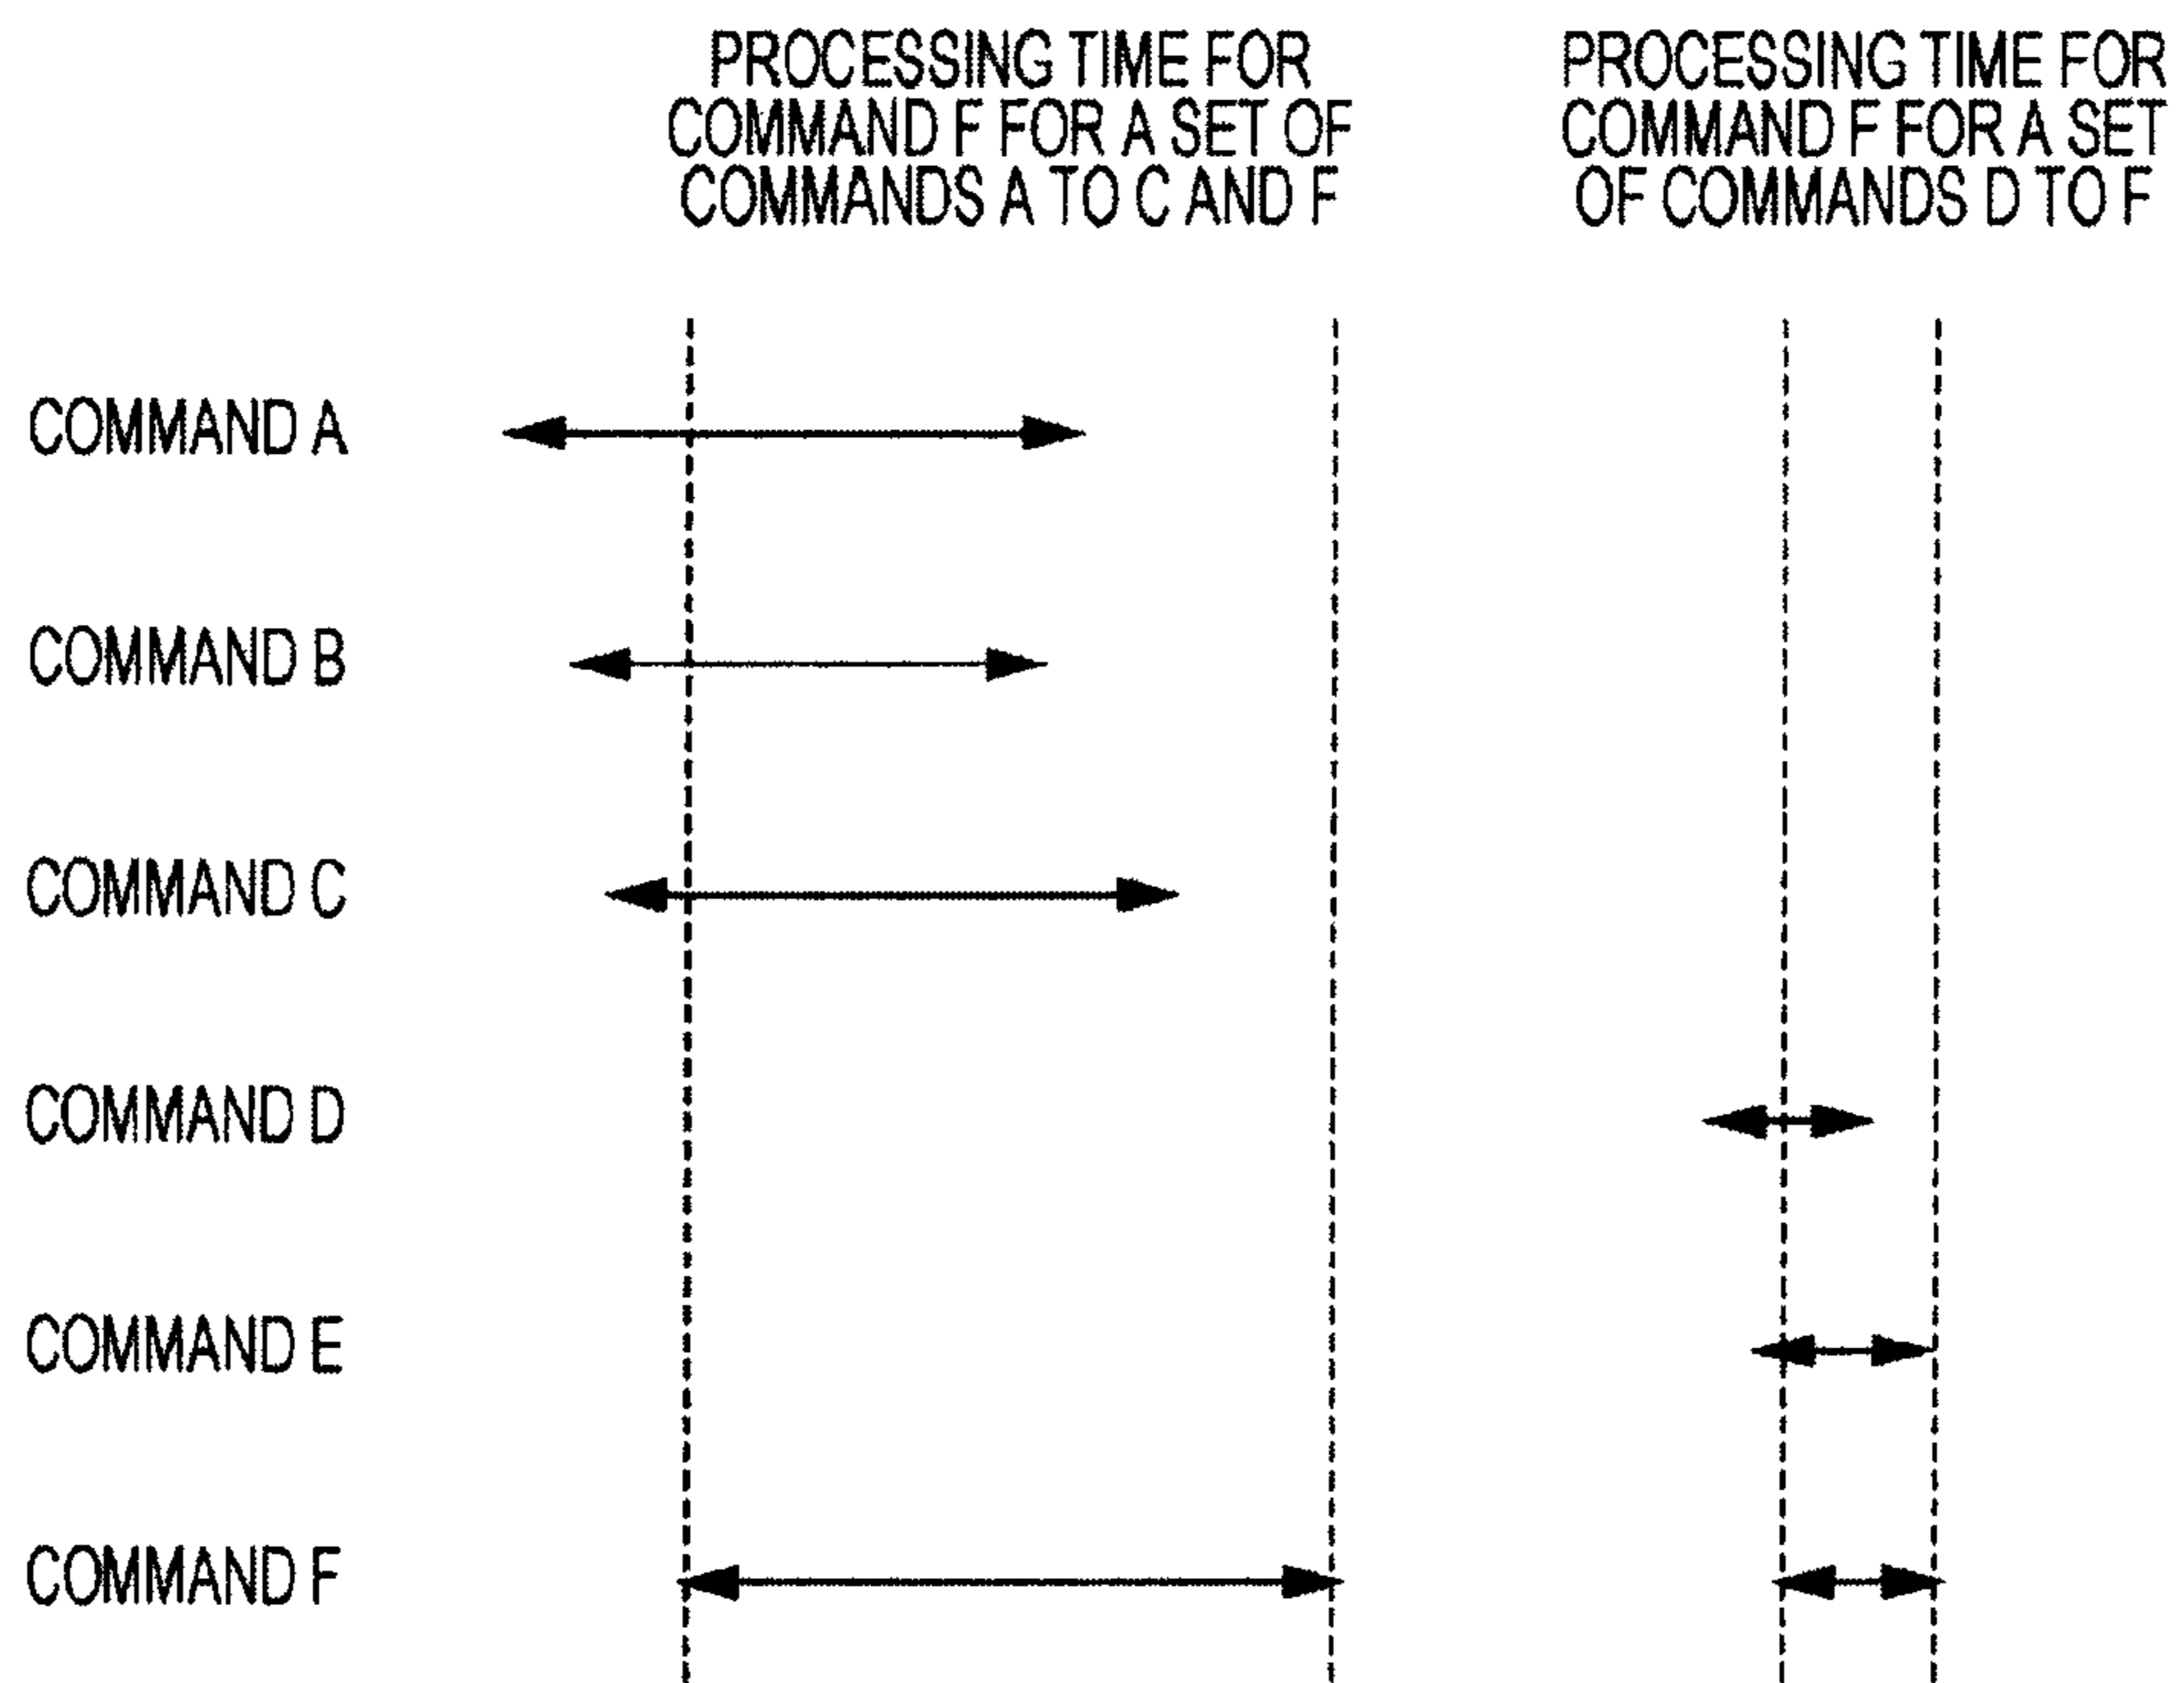 PROCESSING TIME FOR
COMMAND F FOR A SET OF
COMMANDS A TO C AND F
PROCESSING TIME FOR
COMMAND F FOR A SET
OF COMMANDS D TO F
COMMAND A
COMMAND B
COMMAND C
COMMAND D
COMMAND E
COMMAND F